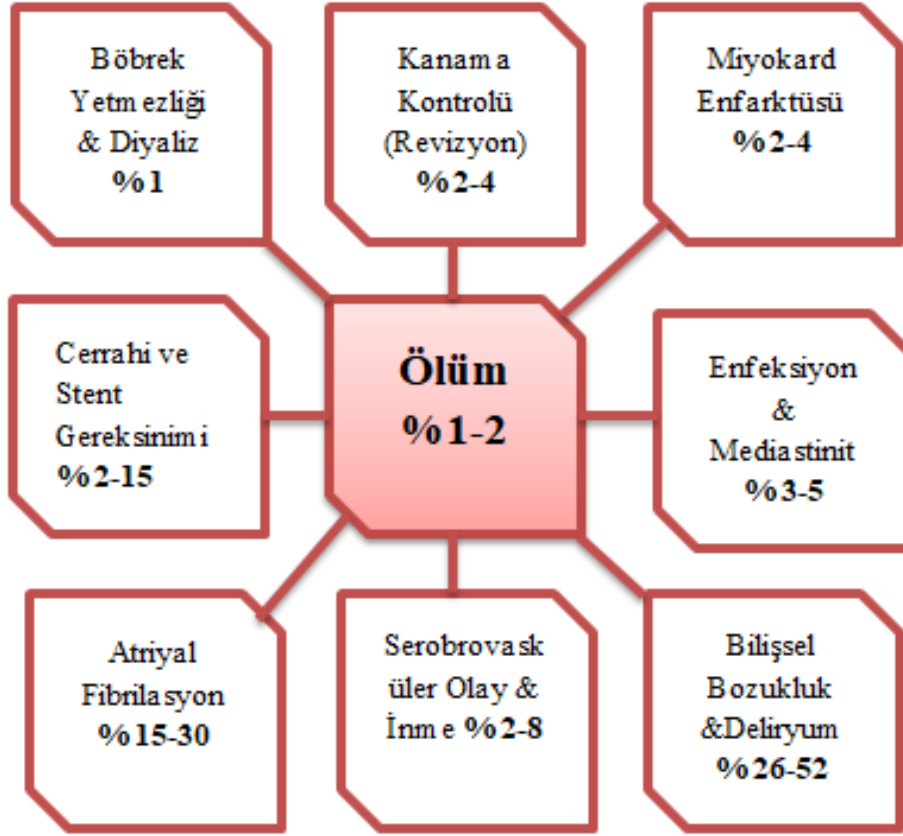 Böbrek
Yetmezliği
& Diyaliz
%1
Kanama
Kontrolü
(Revizyon)
%2-4
Miyokard
Enfarktüsü
%2-4
Cerrahi ve
Stent
Gereksinimi
%2-15
Ölüm
%1-2
Enfeksiyon
&
Mediastinit
%3-5
Atriyal
Fibrilasyon
%15-30
Serobrovask
üler Olay &
İnme %2-8
Bilişsel
Bozukluk
&Deliryum
%26-52